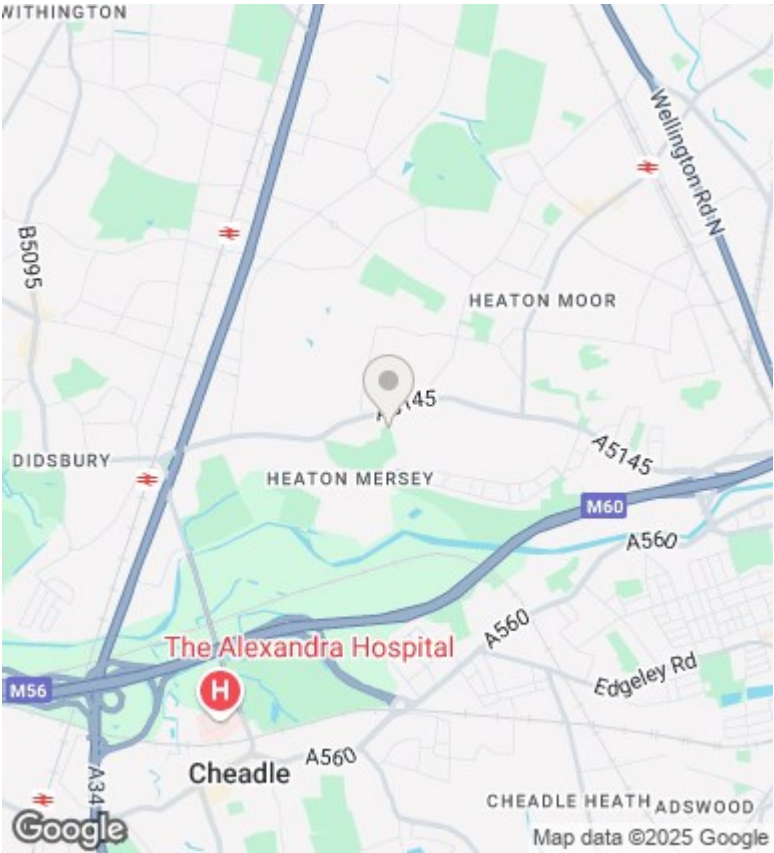 WITHINGTON
Wellington Rd N
B5095
HEATON MOOR
A5145
A5145
DIDSBURY
HEATON MERSEY
M60
A560
A560
The Alexandra Hospital
H
M56
Edgeley Rd
Cheadle
A560
A34
CHEADLE HEATH
ADSWOOD
Google
Map data ©2025 Google